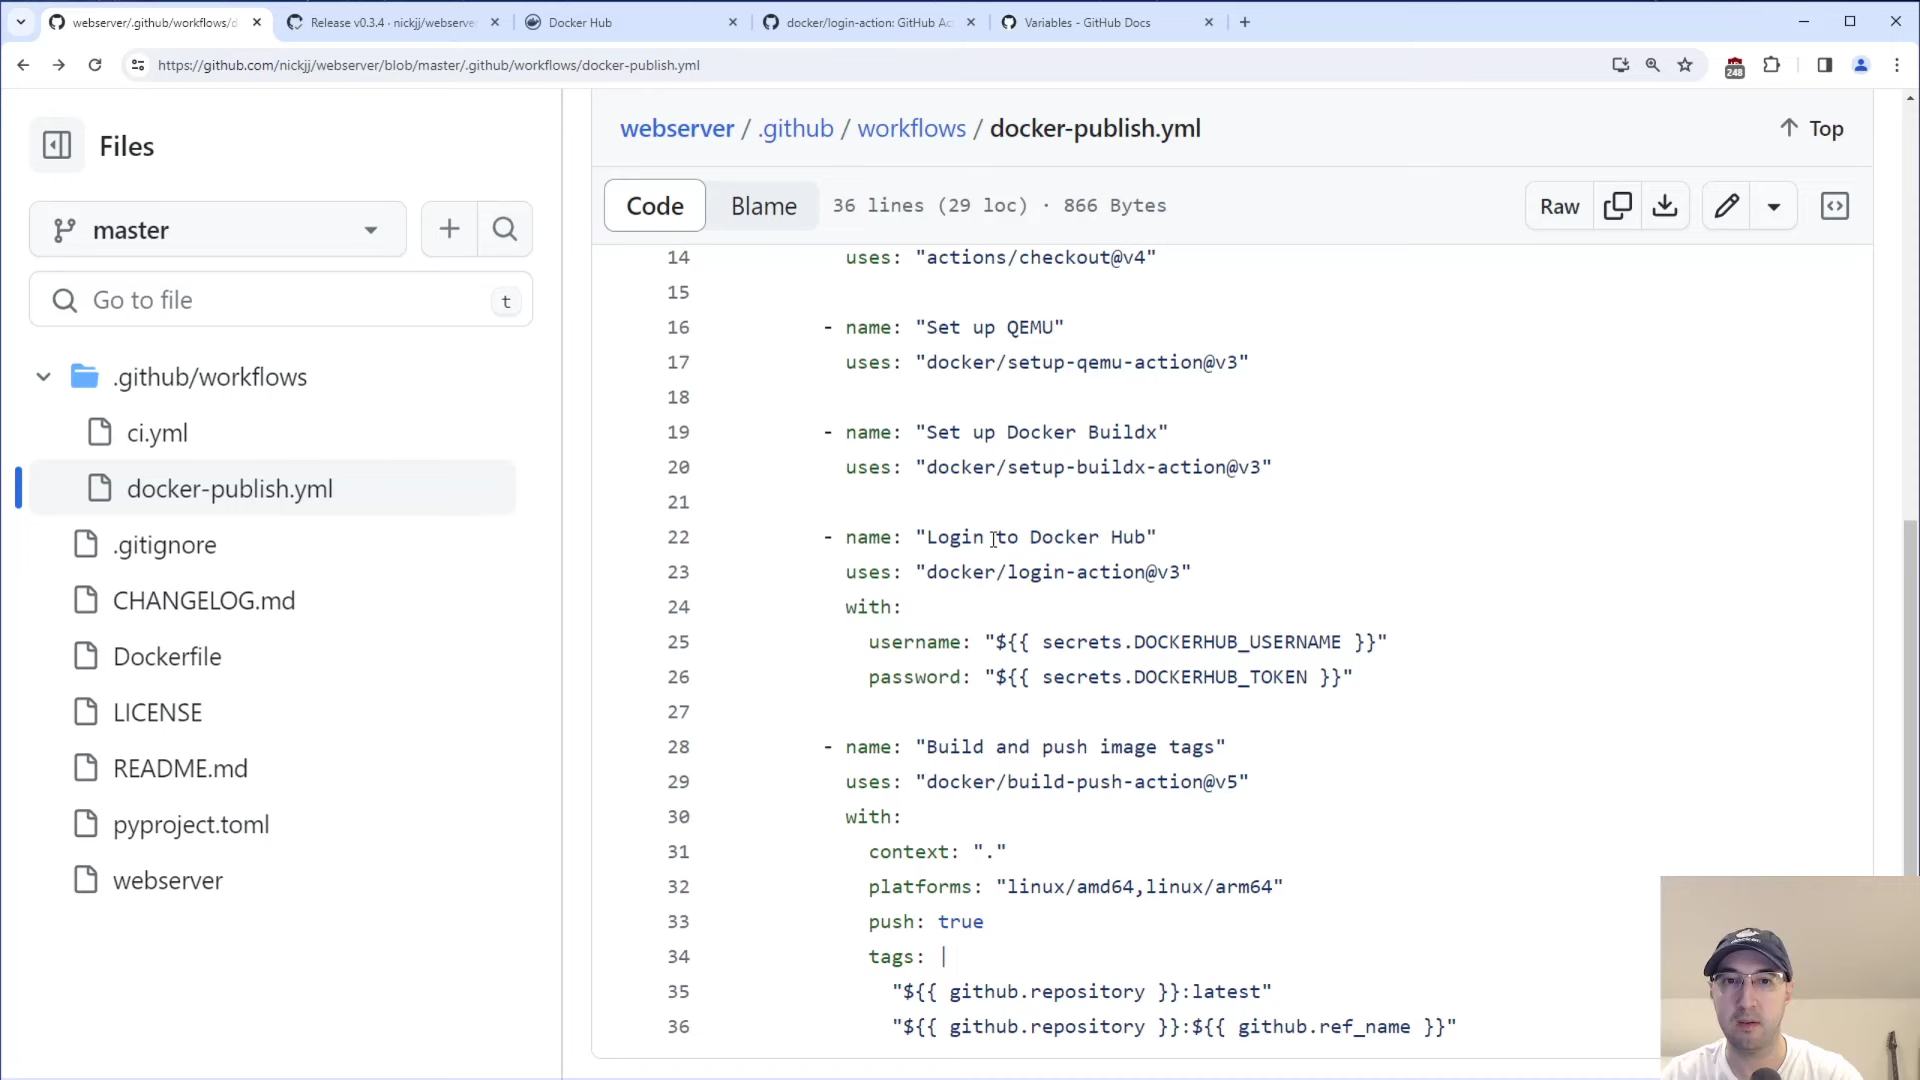 webserver/.github/workflows/d
Release v0.3.4 · nickjj/webserve
Docker Hub
docker/login-action: GitHub Ac
Variables - GitHub Docs
https://github.com/nickjj/webserver/blob/master/.github/workflows/docker-publish.yml
248
Files
webserver / .github / workflows / docker-publish.yml
Top
Code
Blame
36 lines (29 loc) · 866 Bytes
Raw
master
Go to file
t
.github/workflows
ci.yml
docker-publish.yml
.gitignore
CHANGELOG.md
Dockerfile
LICENSE
README.md
pyproject.toml
webserver
14 uses: "actions/checkout@v4"
15
16 - name: "Set up QEMU"
17 uses: "docker/setup-qemu-action@v3"
18
19 - name: "Set up Docker Buildx"
20 uses: "docker/setup-buildx-action@v3"
21
22 - name: "Login to Docker Hub"
23 uses: "docker/login-action@v3"
24 with:
25 username: "${{ secrets.DOCKERHUB_USERNAME }}"
26 password: "${{ secrets.DOCKERHUB_TOKEN }}"
27
28 - name: "Build and push image tags"
29 uses: "docker/build-push-action@v5"
30 with:
31 context: "."
32 platforms: "linux/amd64,linux/arm64"
33 push: true
34 tags: |
35 "${{ github.repository }}:latest"
36 "${{ github.repository }}:${{ github.ref_name }}"